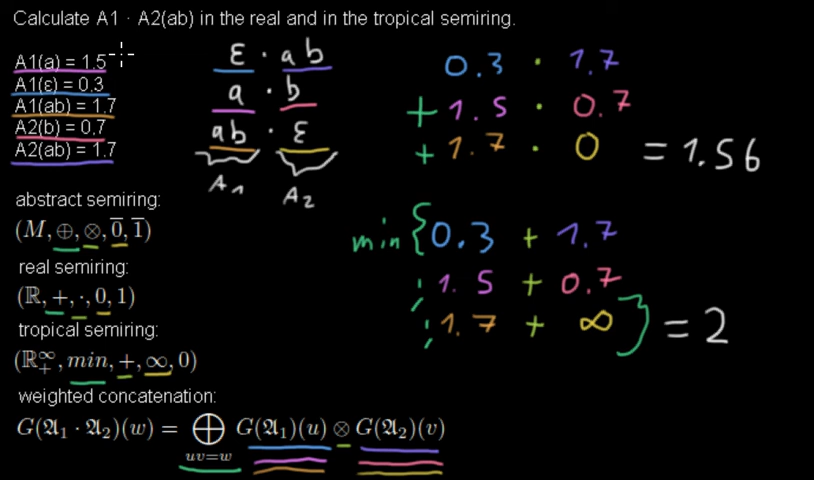 Calculate A1 · A2(ab) in the real and in the tropical semiring.
A1(a) = 1.5
A1(ε) = 0.3
A1(ab) = 1.7
A2(b) = 0.7
A2(ab) = 1.7
ε · ab
a · b
ab · ε
A1 A2
0.3 · 1.7
+ 1.5 · 0.7
+ 1.7 · 0 = 1.56
abstract semiring:
(M, ⊕, ⊗, 0̅, 1̅)
real semiring:
(ℝ, +, ·, 0, 1)
tropical semiring:
(ℝ₊^∞, min, +, ∞, 0)
min { 0.3 + 1.7
; 1.5 + 0.7
; 1.7 + ∞ } = 2
weighted concatenation:
G(𝔄₁ · 𝔄₂)(w) = ⊕ G(𝔄₁)(u) ⊗ G(𝔄₂)(v)
uv=w